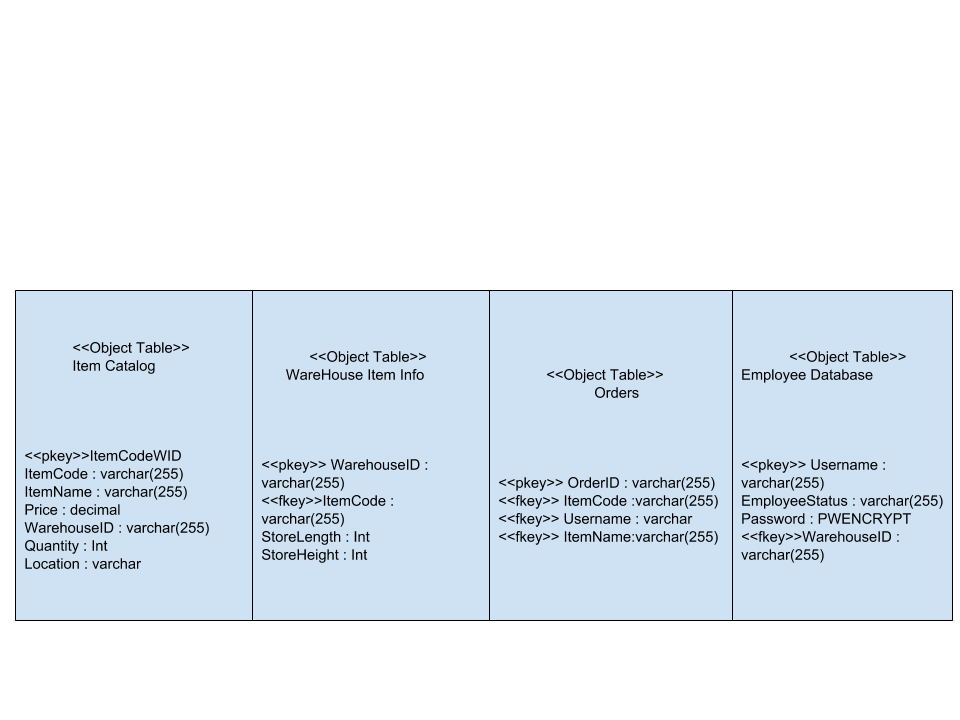 <<Object Table>>
Item Catalog
<<pkey>>ItemCodeWID
ItemCode : varchar(255)
ItemName : varchar(255)
Price : decimal
WarehouseID : varchar(255)
Quantity : Int
Location : varchar
<<Object Table>>
WareHouse Item Info
<<pkey>> WarehouseID :
varchar(255)
<<fkey>>ItemCode :
varchar(255)
StoreLength : Int
StoreHeight : Int
<<Object Table>>
Orders
<<pkey>> OrderID : varchar(255)
<<fkey>> ItemCode :varchar(255)
<<fkey>> Username : varchar
<<fkey>> ItemName:varchar(255)
<<Object Table>>
Employee Database
<<pkey>> Username :
varchar(255)
EmployeeStatus : varchar(255)
Password : PWENCRYPT
<<fkey>>WarehouseID :
varchar(255)